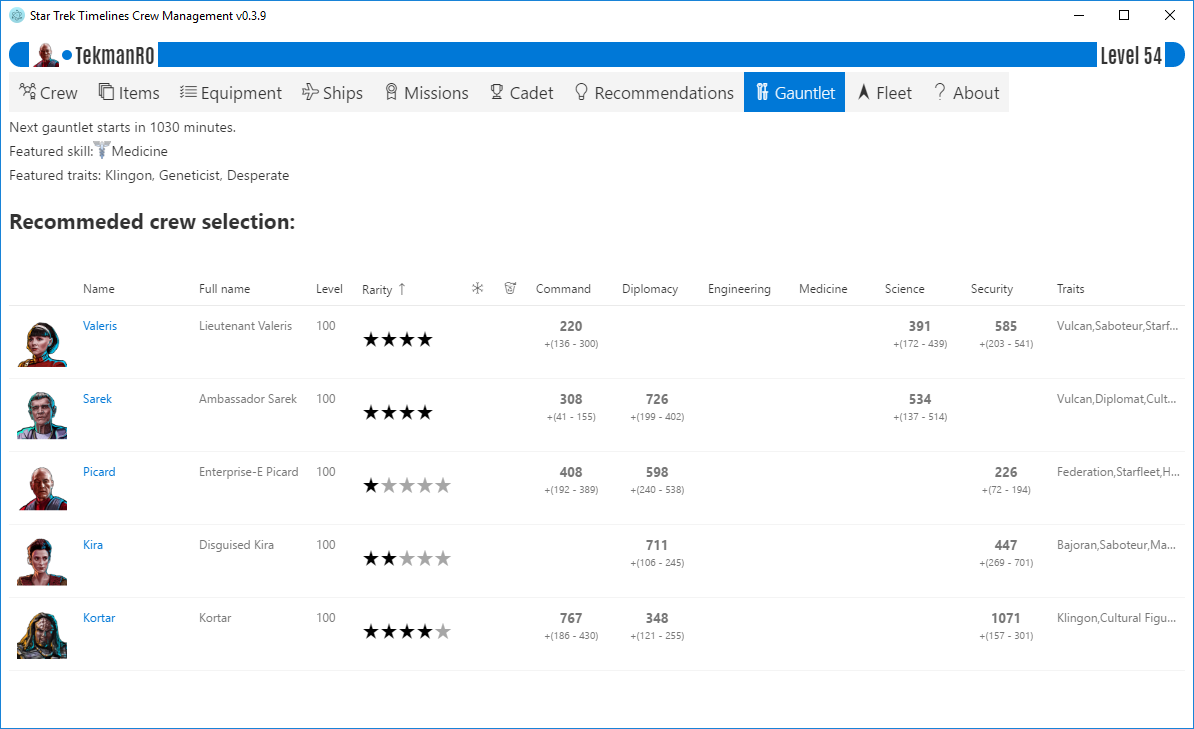 Star Trek Timelines Crew Management v0.3.9
TekmanRO Level 54
Crew Items Equipment Ships Missions Cadet Recommendations Gauntlet Fleet About
Next gauntlet starts in 1030 minutes.
Featured skill: Medicine
Featured traits: Klingon, Geneticist, Desperate
Recommeded crew selection:
Name Full name Level Rarity ↑ Command Diplomacy Engineering Medicine Science Security Traits
Valeris Lieutenant Valeris 100 220 391 585 Vulcan,Saboteur,Starf...
+(136 - 300) +(172 - 439) +(203 - 541)
Sarek Ambassador Sarek 100 308 726 534 Vulcan,Diplomat,Cult...
+(41 - 155) +(199 - 402) +(137 - 514)
Picard Enterprise-E Picard 100 408 598 226 Federation,Starfleet,H...
+(192 - 389) +(240 - 538) +(72 - 194)
Kira Disguised Kira 100 711 447 Bajoran,Saboteur,Ma...
+(106 - 245) +(269 - 701)
Kortar Kortar 100 767 348 1071 Klingon,Cultural Figu...
+(186 - 430) +(121 - 255) +(157 - 301)